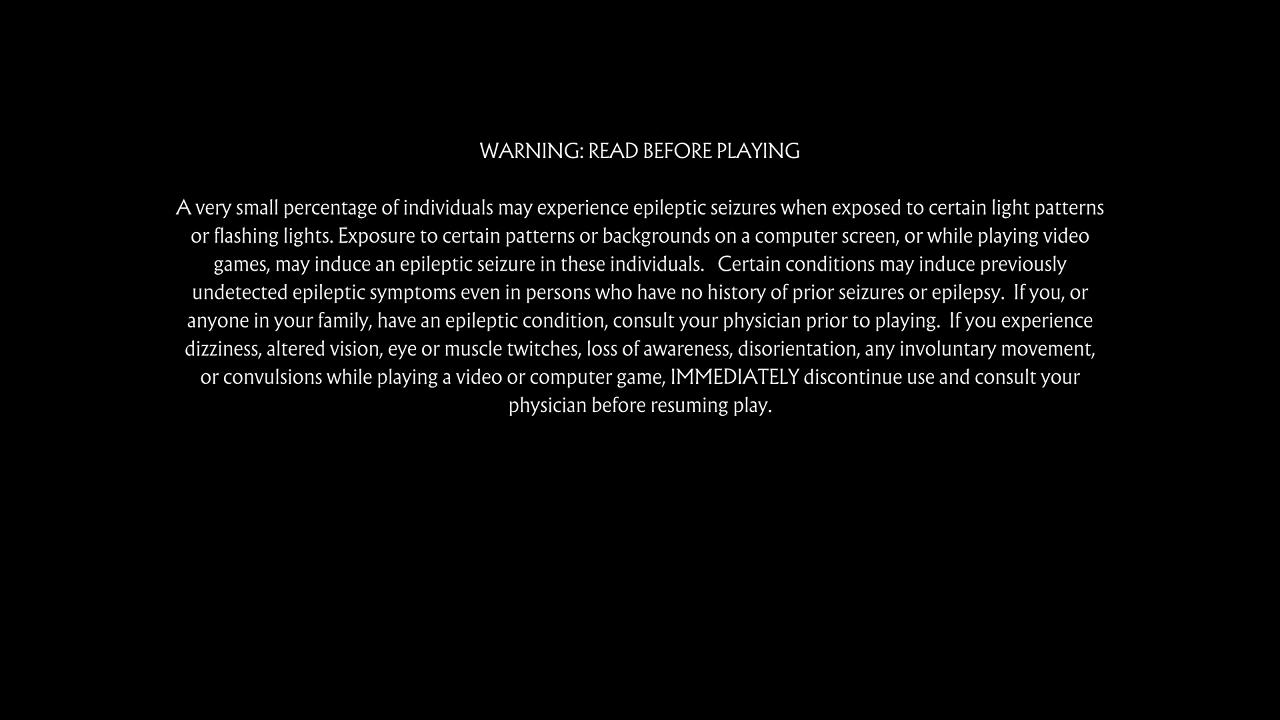 WARNING: READ BEFORE PLAYING
A very small percentage of individuals may experience epileptic seizures when exposed to certain light patterns
or flashing lights. Exposure to certain patterns or backgrounds on a computer screen, or while playing video
games, may induce an epileptic seizure in these individuals.   Certain conditions may induce previously
undetected epileptic symptoms even in persons who have no history of prior seizures or epilepsy.  If you, or
anyone in your family, have an epileptic condition, consult your physician prior to playing.  If you experience
dizziness, altered vision, eye or muscle twitches, loss of awareness, disorientation, any involuntary movement,
or convulsions while playing a video or computer game, IMMEDIATELY discontinue use and consult your
physician before resuming play.